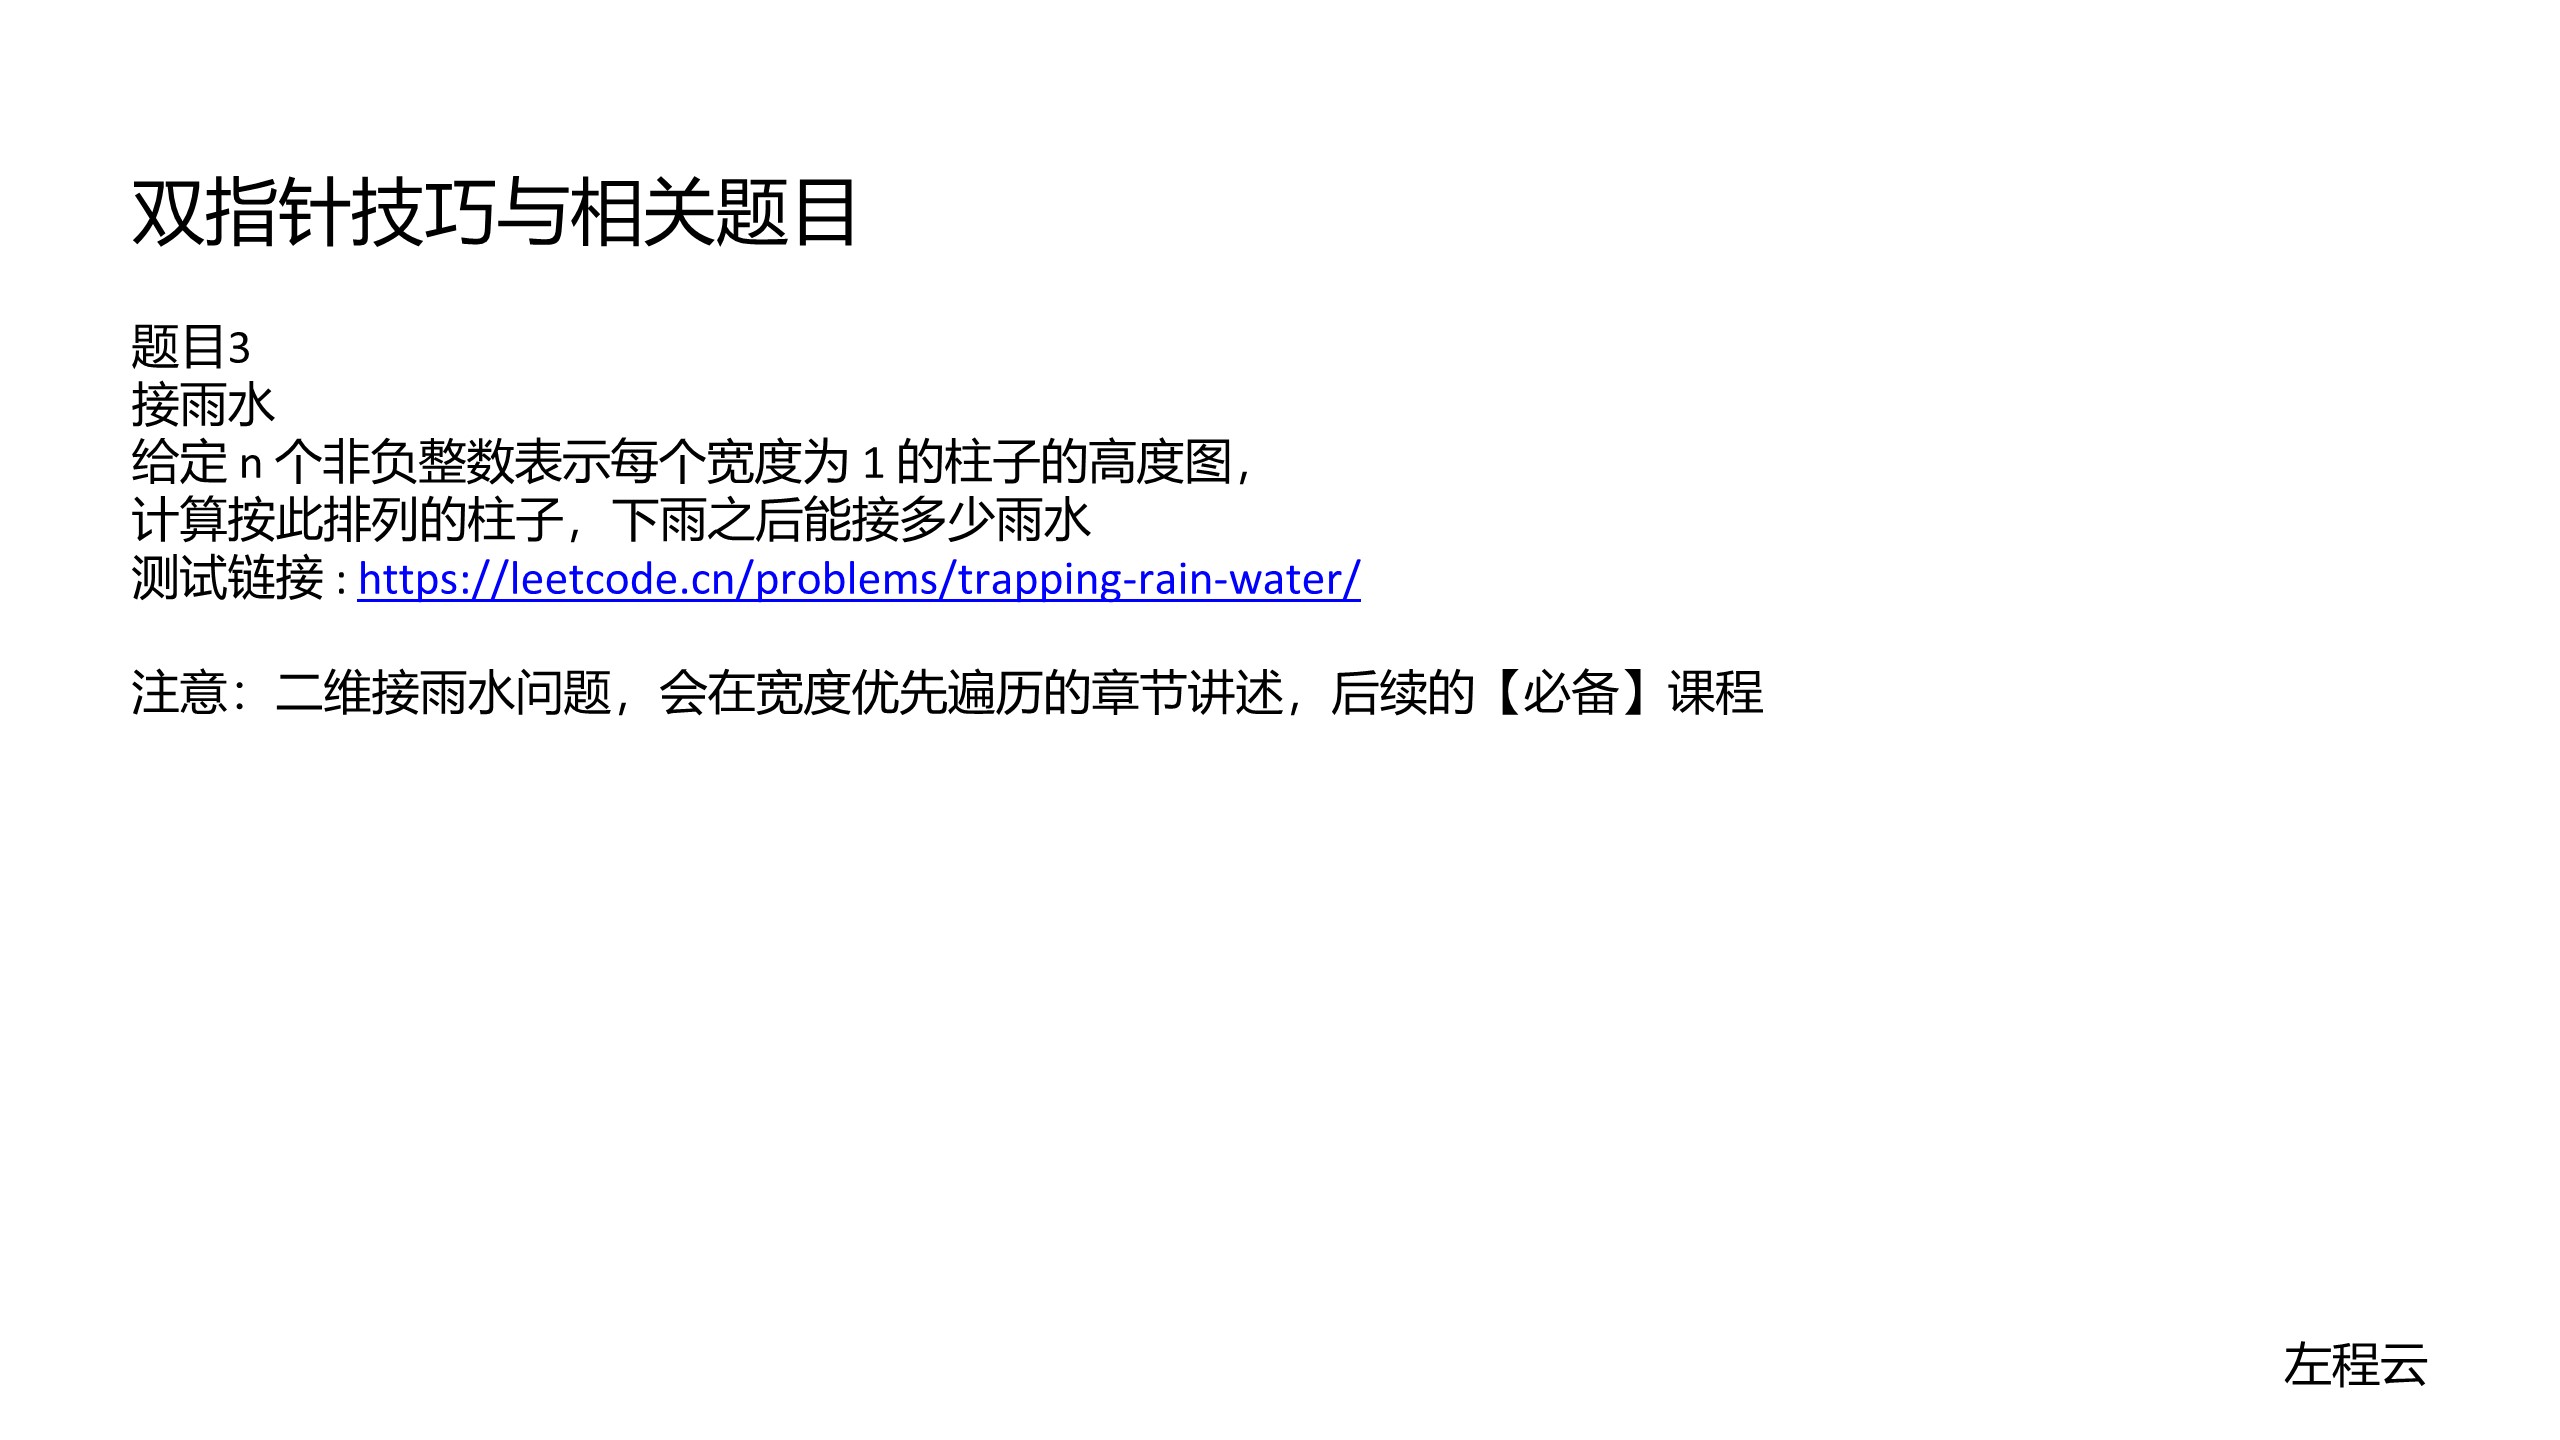 双指针技巧与相关题目
题目3
接雨水
给定 n 个非负整数表示每个宽度为 1 的柱子的高度图，
计算按此排列的柱子，下雨之后能接多少雨水
测试链接 : https://leetcode.cn/problems/trapping-rain-water/
注意：二维接雨水问题，会在宽度优先遍历的章节讲述，后续的【必备】课程
左程云